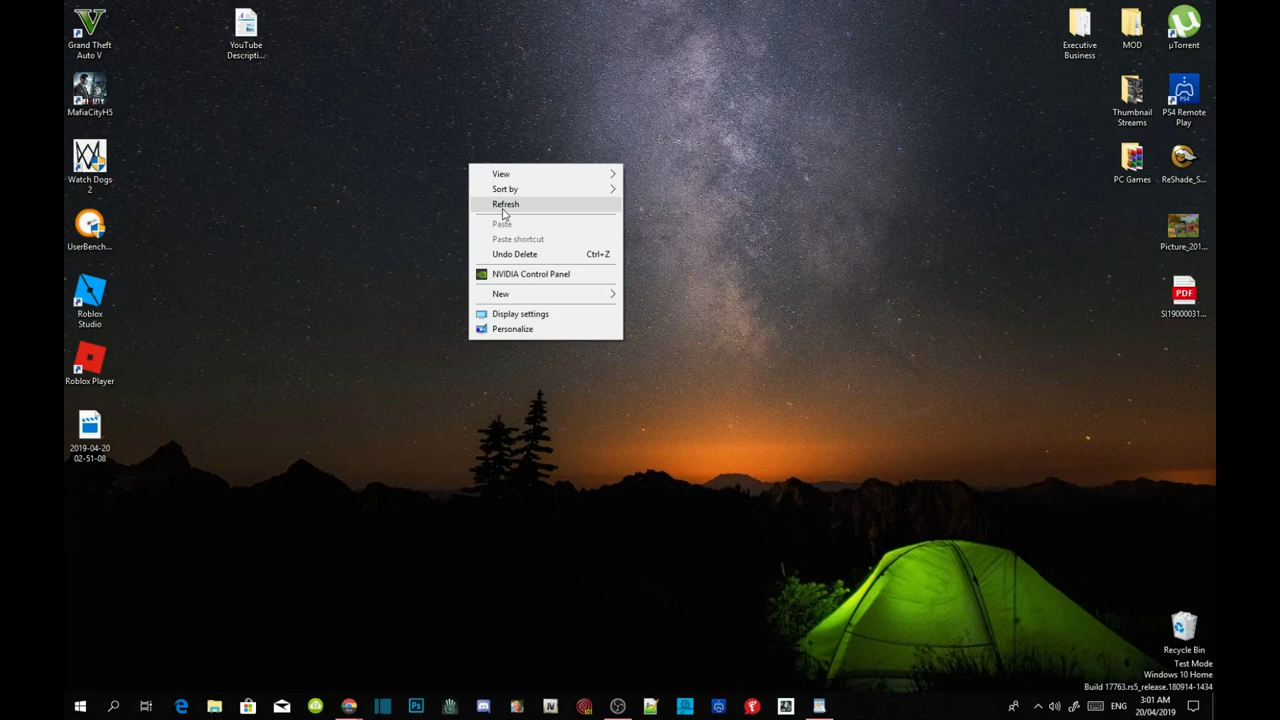 Grand Theft
Auto V
MafiaCityH5
Watch Dogs
2
UserBench...
Roblox
Studio
Roblox Player
2019-04-20
02-51-08
YouTube
Descripti...
View
Sort by
Refresh
Paste
Paste shortcut
Undo Delete Ctrl+Z
NVIDIA Control Panel
New
Display settings
Personalize
Executive
Business
MOD
µTorrent
Thumbnail
Streams
PS4
PS4 Remote
Play
PC Games
ReShade_S...
Picture_201...
PDF
SI19000031...
Recycle Bin
Test Mode
Windows 10 Home
Build 17763.rs5_release.180914-1434
Ps
IV
ENG
3:01 AM
20/04/2019